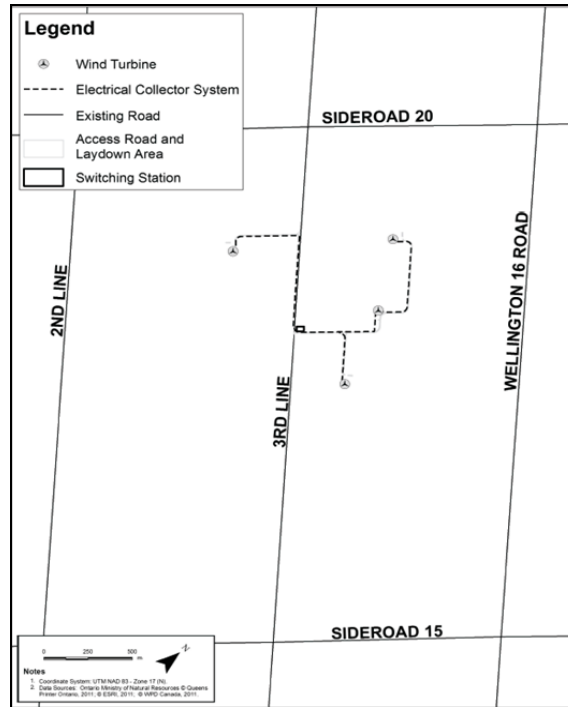 Legend
Wind Turbine
Electrical Collector System
Existing Road
Access Road and
Laydown Area
Switching Station
SIDEROAD 20
2ND LINE
3RD LINE
WELLINGTON 16 ROAD
SIDEROAD 15
0 250 500
m
N
Notes
1. Coordinate System: UTM NAD 83 - Zone 17 (N).
2. Data Sources: Ontario Ministry of Natural Resources © Queens
Printer Ontario, 2011; © ESRI, 2011; © WPD Canada, 2011.